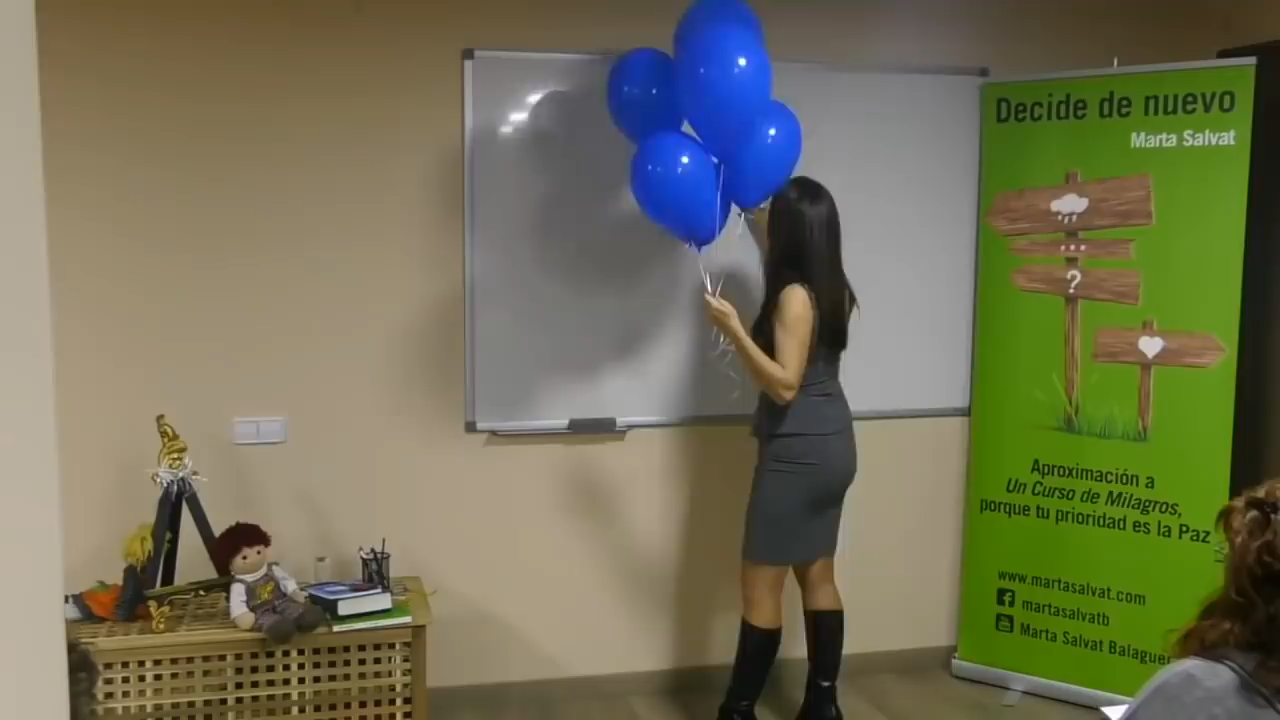 Decide de nuevo
Marta Salvat
...
?
Aproximación a
Un Curso de Milagros,
porque tu prioridad es la Paz
www.martasalvat.com
martasalvatb
Marta Salvat Balaguer